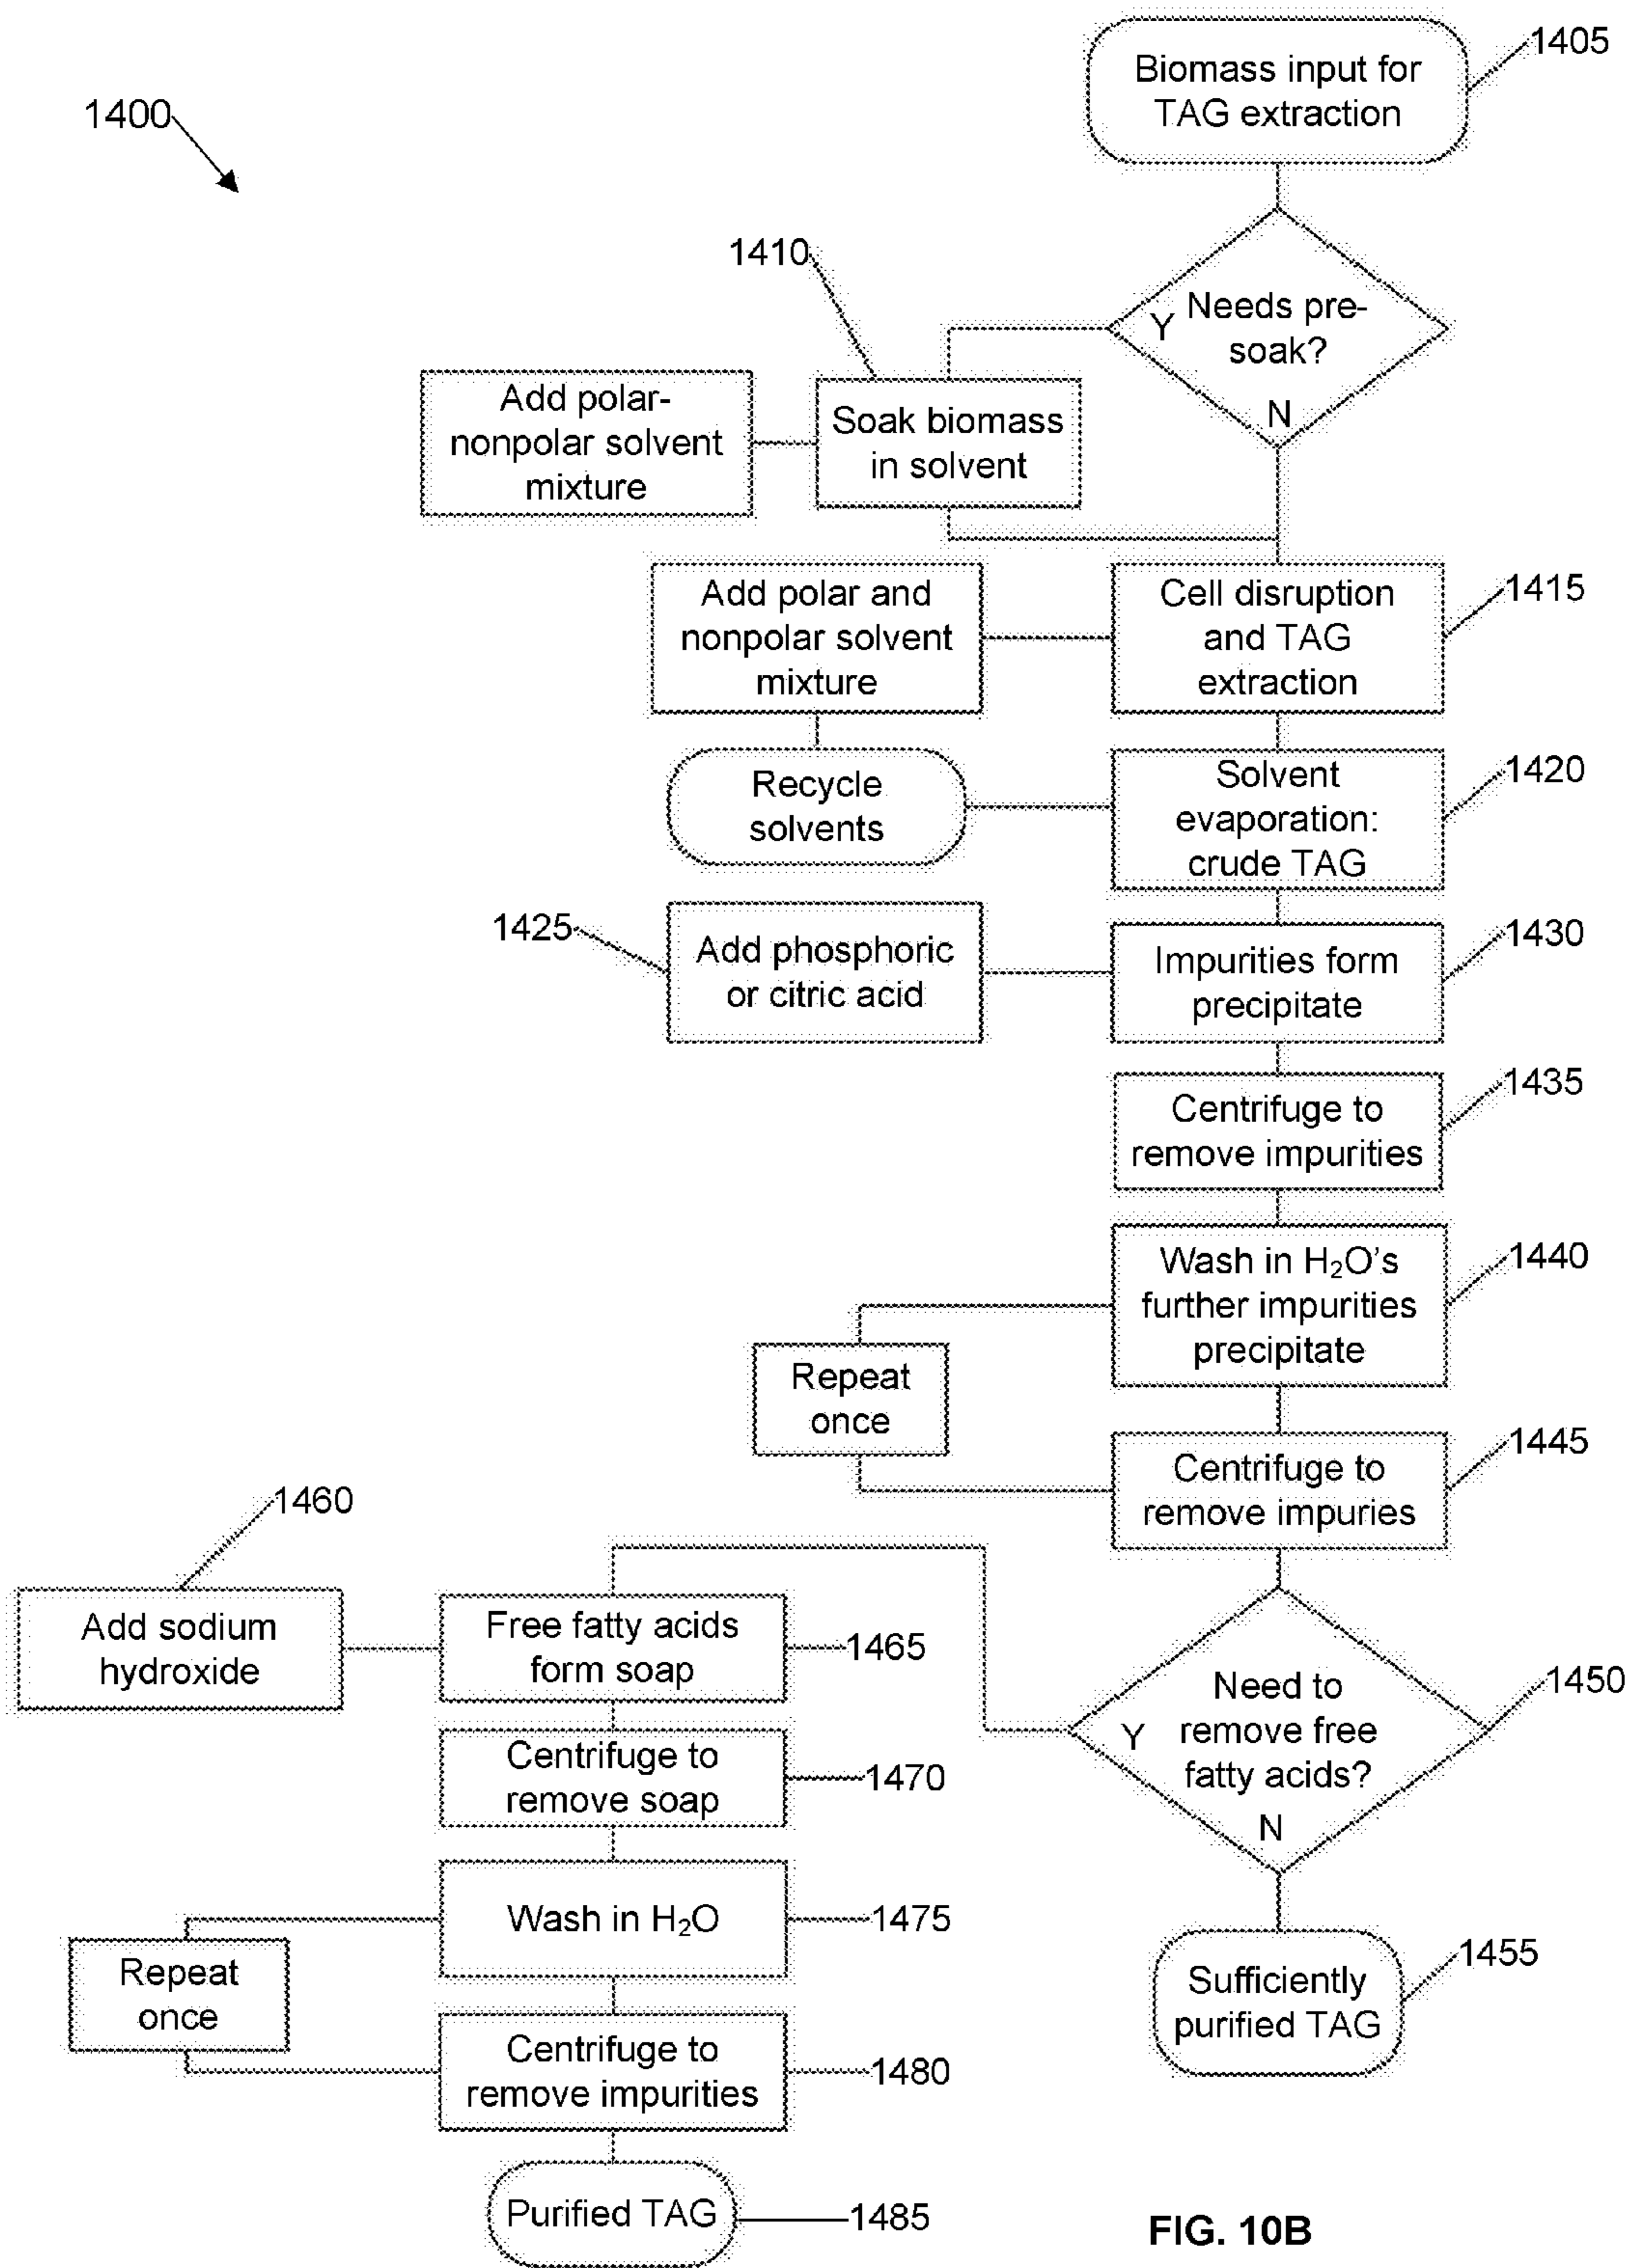 1405
Biomass input for
TAG extraction
1400
1410
Y
Needs pre-
soak?
N
Add polar-
nonpolar solvent
mixture
Soak biomass
in solvent
Add polar and
nonpolar solvent
mixture
Cell disruption
and TAG
extraction
1415
Recycle
solvents
Solvent
evaporation:
crude TAG
1420
1425
Add phosphoric
or citric acid
Impurities form
precipitate
1430
Centrifuge to
remove impurities
1435
Wash in H₂O's
further impurities
precipitate
1440
Repeat
once
Centrifuge to
remove impuries
1445
1460
Add sodium
hydroxide
Free fatty acids
form soap
1465
Y
Need to
remove free
fatty acids?
N
1450
Centrifuge to
remove soap
1470
Wash in H₂O
1475
Repeat
once
Sufficiently
purified TAG
1455
Centrifuge to
remove impurities
1480
Purified TAG
1485
FIG. 10B